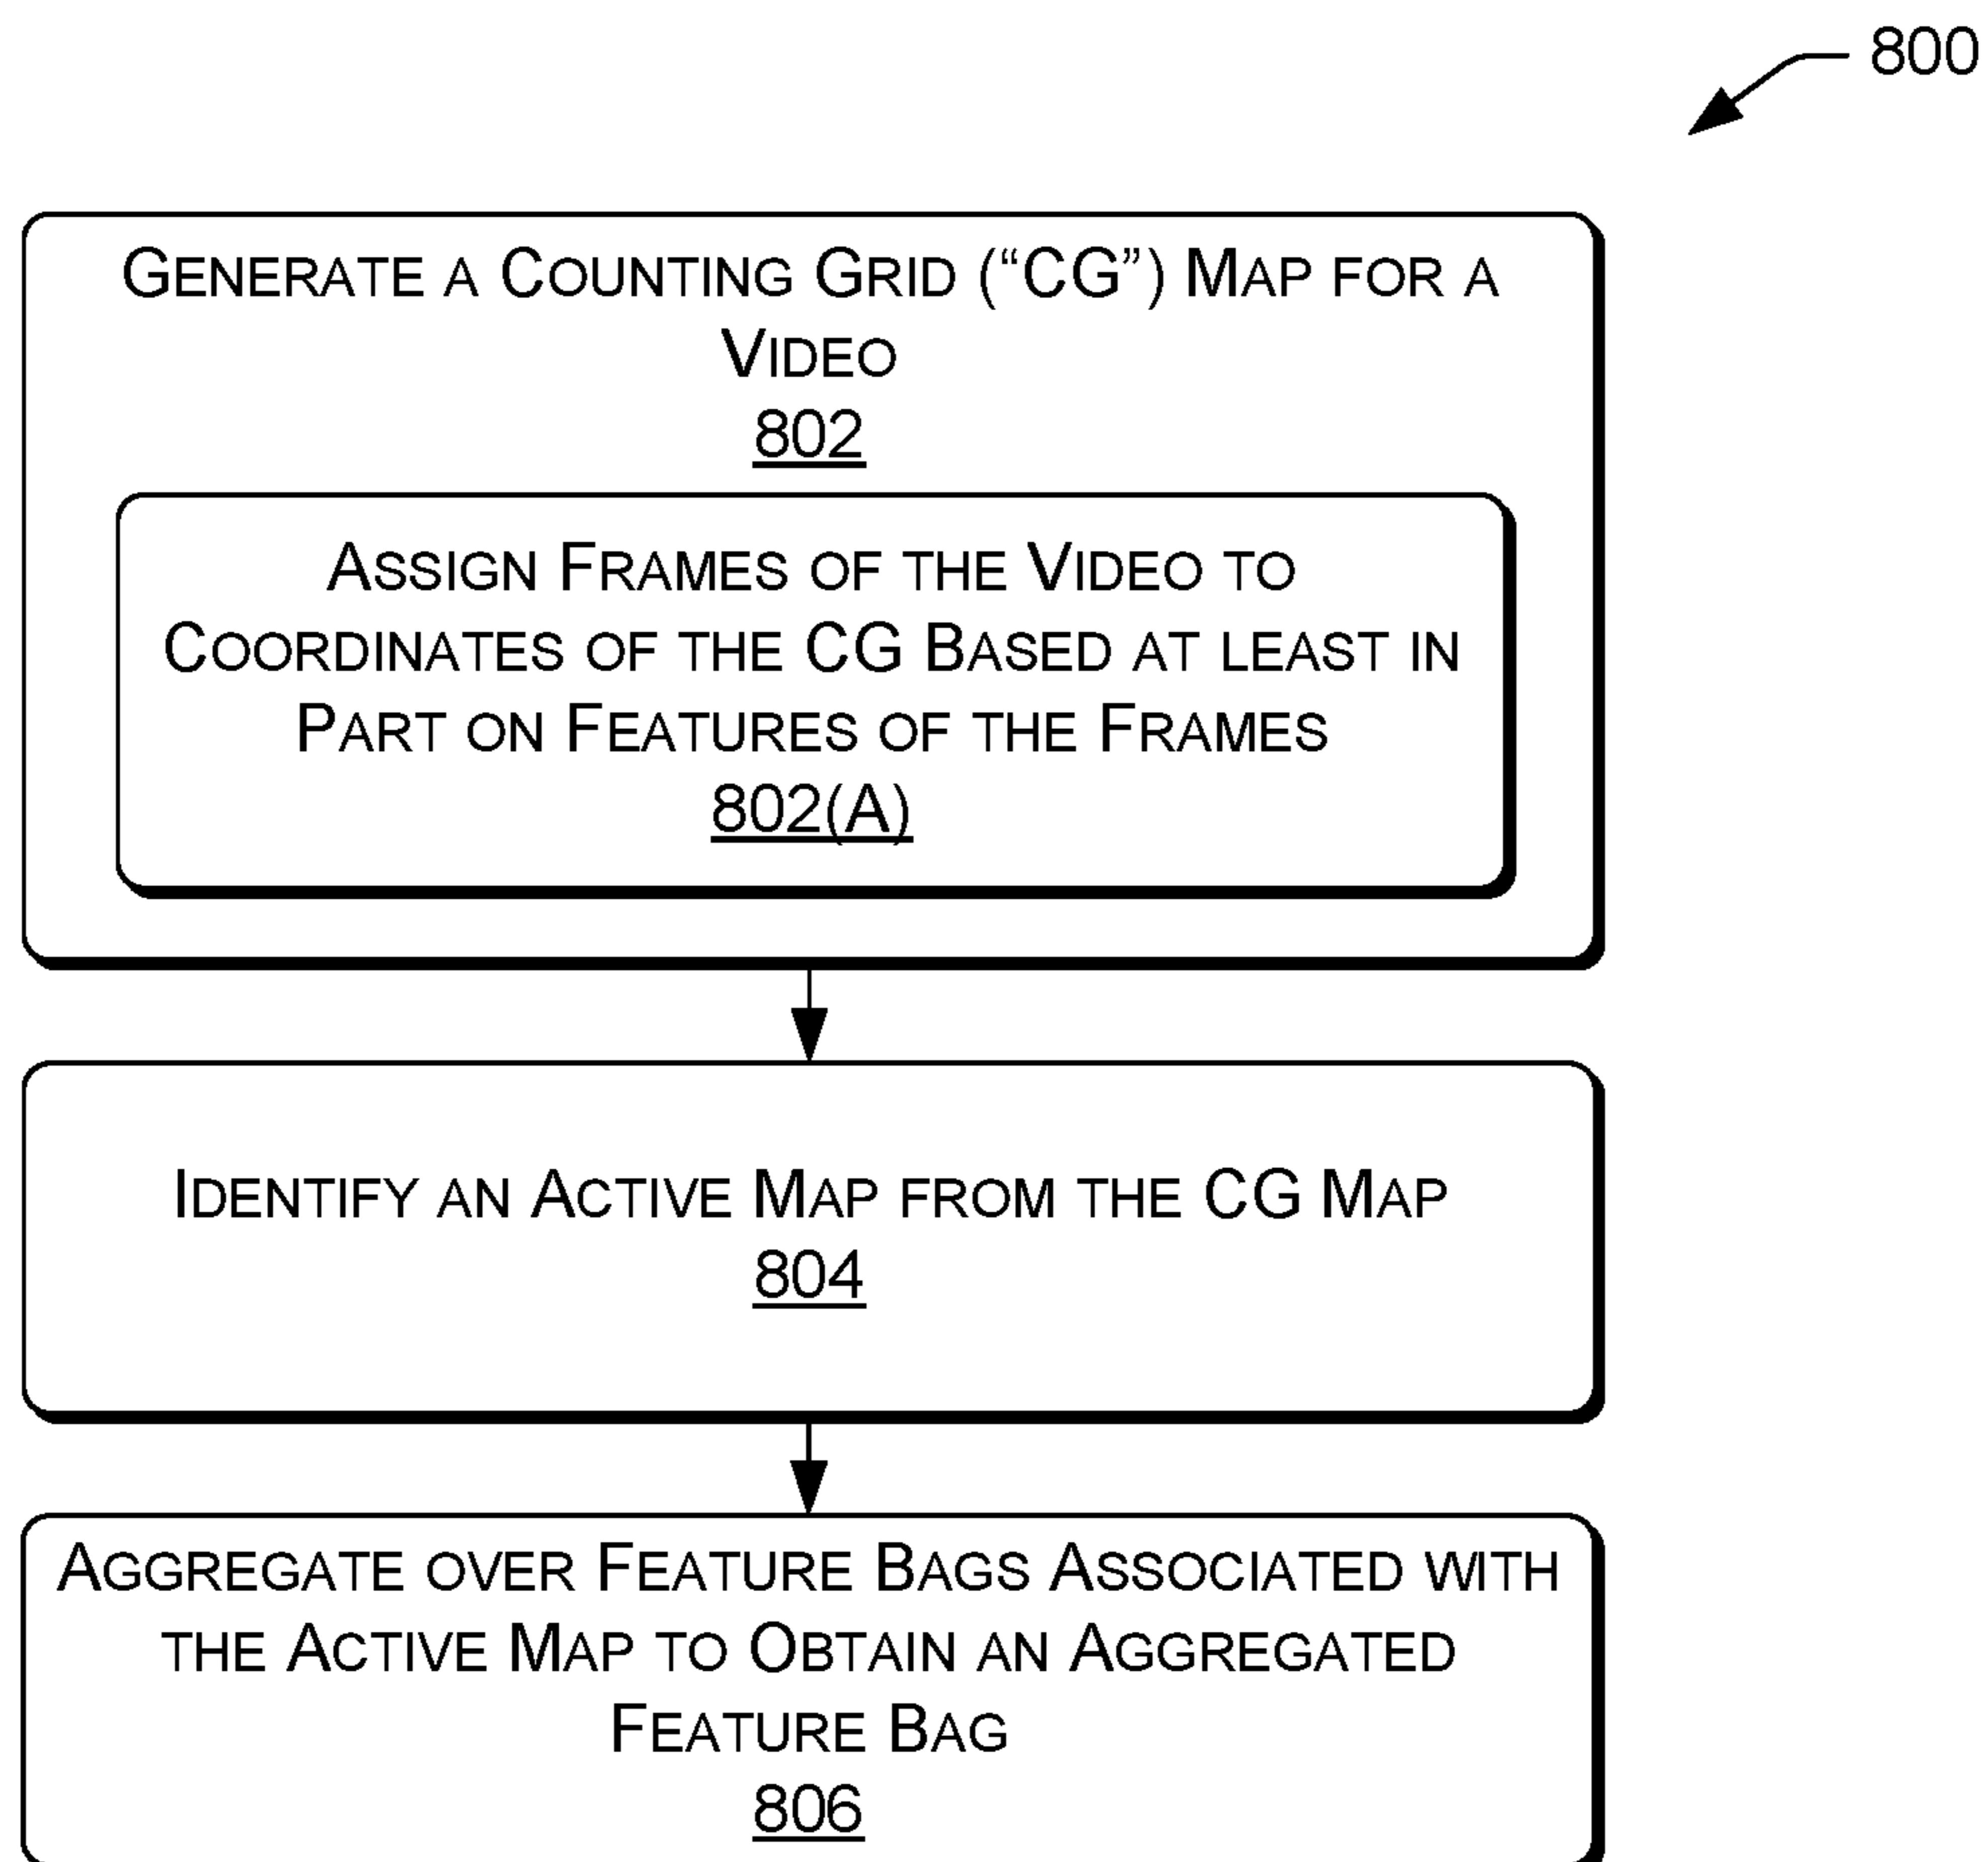 800
Generate a Counting Grid (“CG”) Map for a
Video
802
Assign Frames of the Video to
Coordinates of the CG Based at least in
Part on Features of the Frames
802(A)
Identify an Active Map from the CG Map
804
Aggregate over Feature Bags Associated with
the Active Map to Obtain an Aggregated
Feature Bag
806